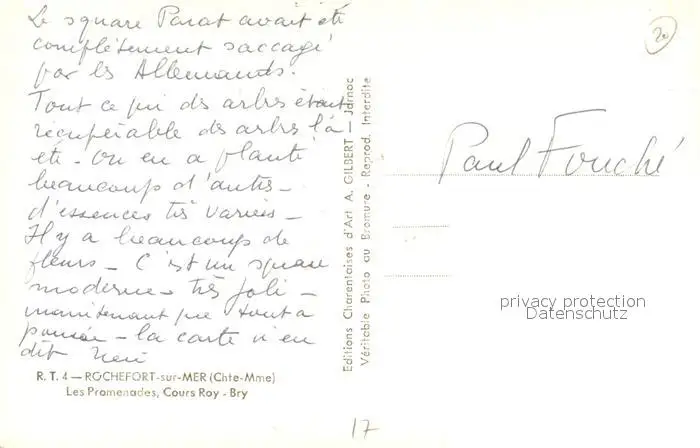 Le square Parat avait été
complètement saccagé
par les Allemands.
Tout ce qui des arbres était
récupérable des arbres l'a
été - On en a planté
beaucoup d'autres -
d'essences très variées -
Il y a beaucoup de
fleurs - C'est un square
moderne - très joli -
maintenant que tout a
poussé - la carte n'en
dit rien
R. T. 4 — ROCHEFORT-sur-MER (Chte-Mme)
Les Promenades, Cours Roy - Bry
Editions Charentaises d'Art A. GILBERT - Jarnac
Véritable Photo au Bromure - Reprod. Interdite
20
Paul Fouché
privacy protection
Datenschutz
17